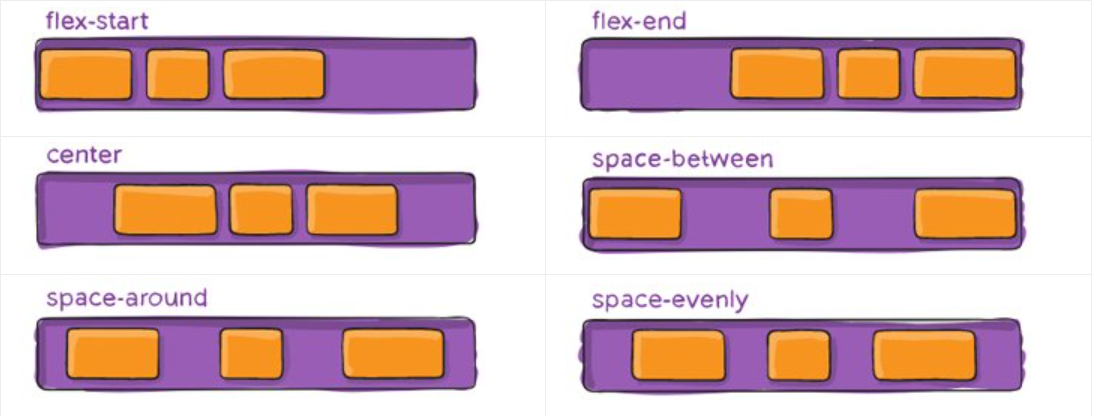 flex-start
flex-end
center
space-between
space-around
space-evenly